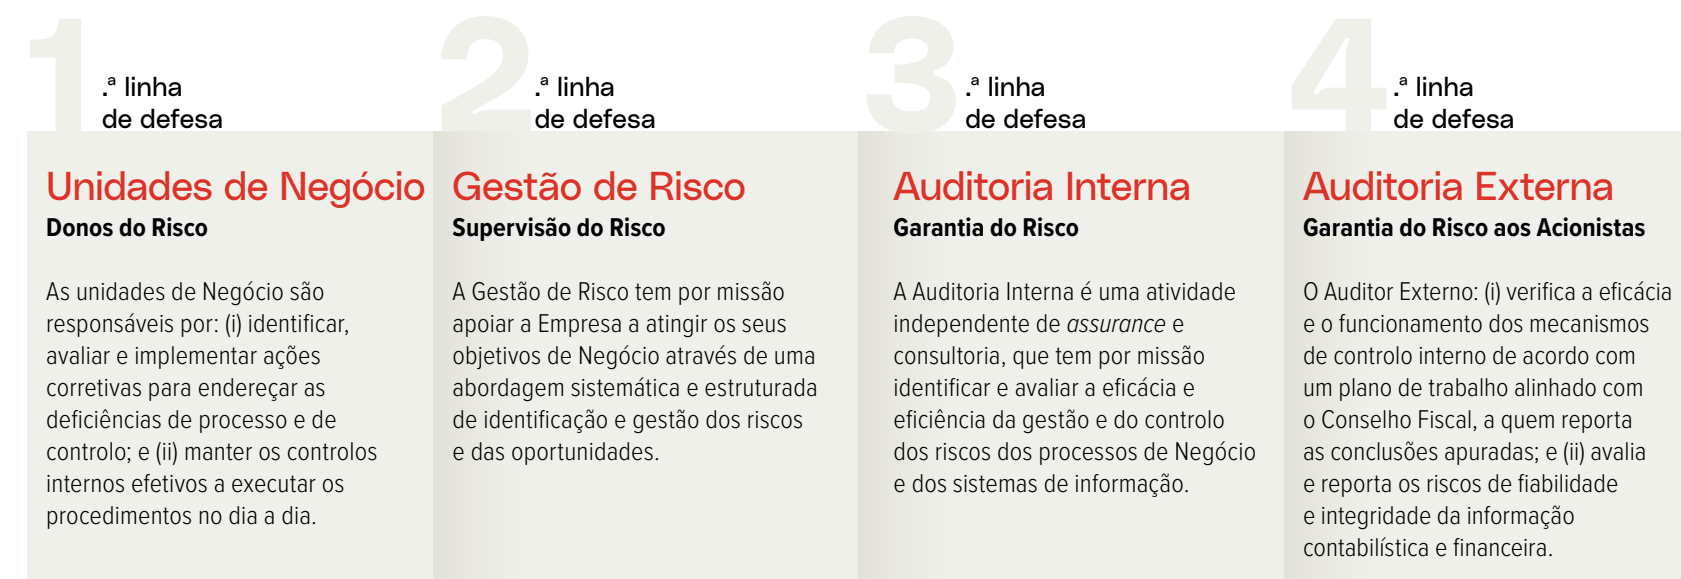 1.ª linha
de defesa
Unidades de Negócio
Donos do Risco
As unidades de Negócio são
responsáveis por: (i) identificar,
avaliar e implementar ações
corretivas para endereçar as
deficiências de processo e de
controlo; e (ii) manter os controlos
internos efetivos a executar os
procedimentos no dia a dia.
2.ª linha
de defesa
Gestão de Risco
Supervisão do Risco
A Gestão de Risco tem por missão
apoiar a Empresa a atingir os seus
objetivos de Negócio através de uma
abordagem sistemática e estruturada
de identificação e gestão dos riscos
e das oportunidades.
3.ª linha
de defesa
Auditoria Interna
Garantia do Risco
A Auditoria Interna é uma atividade
independente de assurance e
consultoria, que tem por missão
identificar e avaliar a eficácia e
eficiência da gestão e do controlo
dos riscos dos processos de Negócio
e dos sistemas de informação.
4.ª linha
de defesa
Auditoria Externa
Garantia do Risco aos Acionistas
O Auditor Externo: (i) verifica a eficácia
e o funcionamento dos mecanismos
de controlo interno de acordo com
um plano de trabalho alinhado com
o Conselho Fiscal, a quem reporta
as conclusões apuradas; e (ii) avalia
e reporta os riscos de fiabilidade
e integridade da informação
contabilística e financeira.